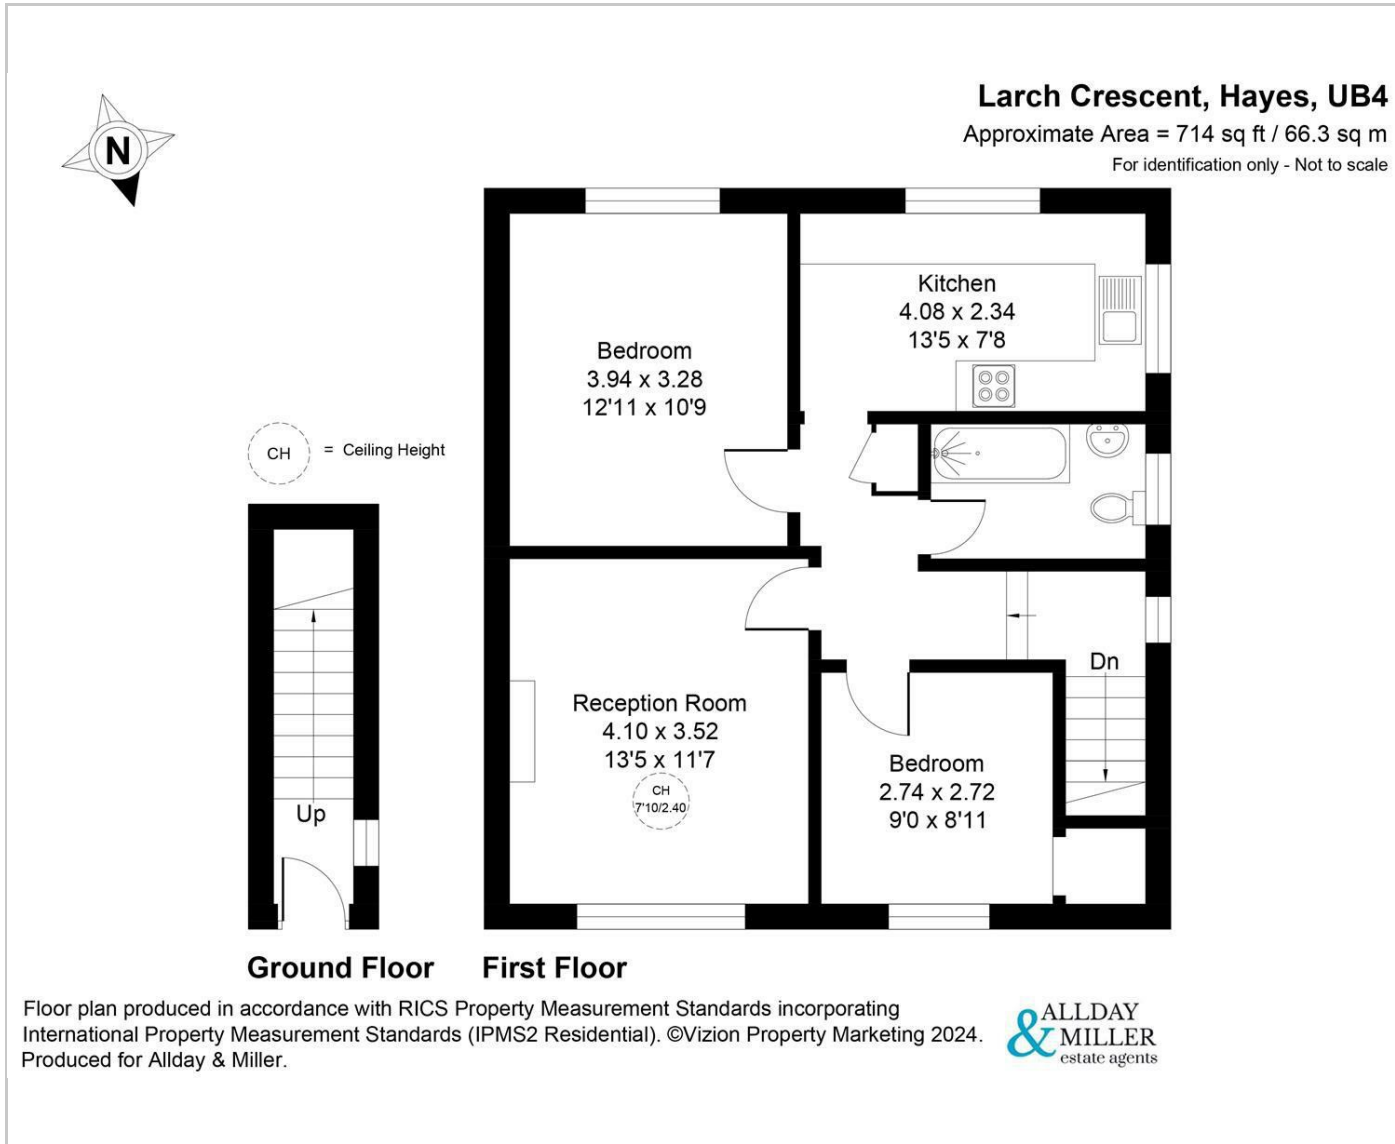 Larch Crescent, Hayes, UB4
Approximate Area = 714 sq ft / 66.3 sq m
For identification only - Not to scale
N
Kitchen
4.08 x 2.34
13'5 x 7'8
Bedroom
3.94 x 3.28
12'11 x 10'9
CH
= Ceiling Height
Dn
Reception Room
4.10 x 3.52
13'5 x 11'7
CH
7'10/2.40
Bedroom
2.74 x 2.72
9'0 x 8'11
Up
Ground Floor
First Floor
Floor plan produced in accordance with RICS Property Measurement Standards incorporating
International Property Measurement Standards (IPMS2 Residential). ©Vizion Property Marketing 2024.
Produced for Allday & Miller.
ALLDAY
& MILLER
estate agents